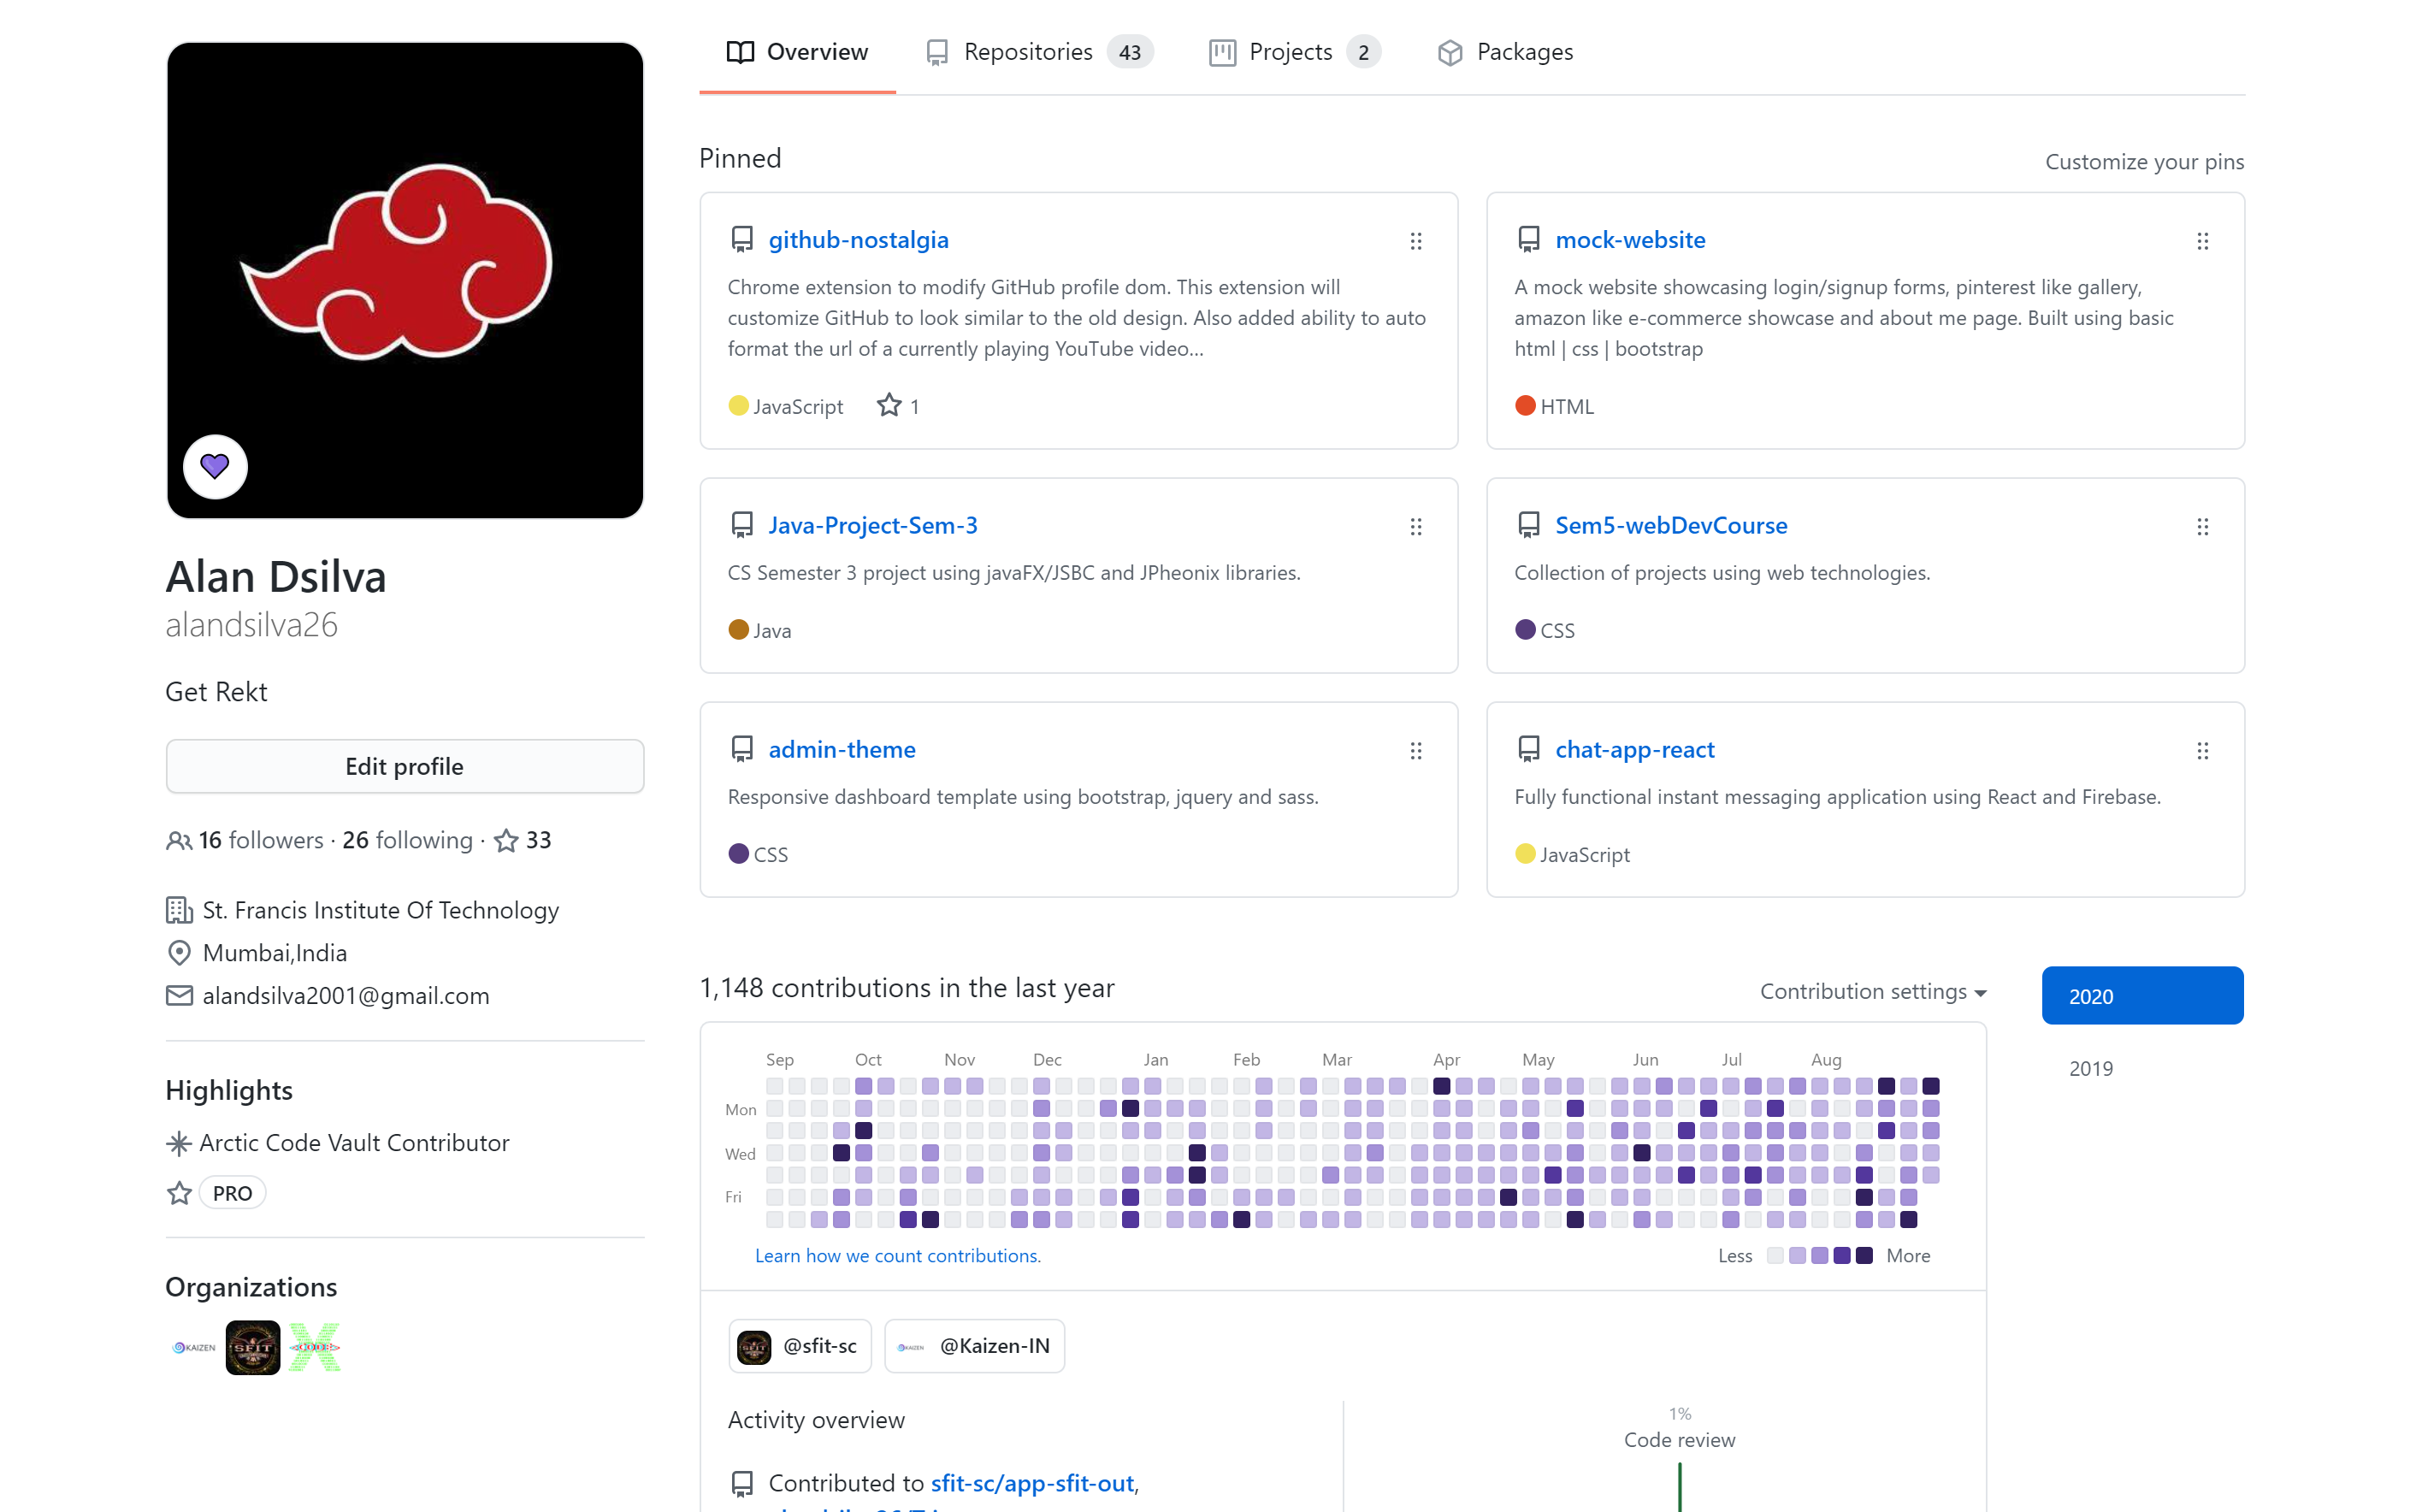 Overview
Repositories 43
Projects 2
Packages
Alan Dsilva
alandsilva26
Get Rekt
Edit profile
16 followers · 26 following · 33
St. Francis Institute Of Technology
Mumbai,India
alandsilva2001@gmail.com
Highlights
Arctic Code Vault Contributor
PRO
Organizations
KAIZEN
SFIT
Pinned
Customize your pins
github-nostalgia
Chrome extension to modify GitHub profile dom. This extension will
customize GitHub to look similar to the old design. Also added ability to auto
format the url of a currently playing YouTube video...
JavaScript 1
mock-website
A mock website showcasing login/signup forms, pinterest like gallery,
amazon like e-commerce showcase and about me page. Built using basic
html | css | bootstrap
HTML
Java-Project-Sem-3
CS Semester 3 project using javaFX/JSBC and JPheonix libraries.
Java
Sem5-webDevCourse
Collection of projects using web technologies.
CSS
admin-theme
Responsive dashboard template using bootstrap, jquery and sass.
CSS
chat-app-react
Fully functional instant messaging application using React and Firebase.
JavaScript
1,148 contributions in the last year
Contribution settings
2020
2019
Sep Oct Nov Dec Jan Feb Mar Apr May Jun Jul Aug
Mon
Wed
Fri
Learn how we count contributions.
Less More
@sfit-sc
@Kaizen-IN
Activity overview
Contributed to sfit-sc/app-sfit-out,
1%
Code review